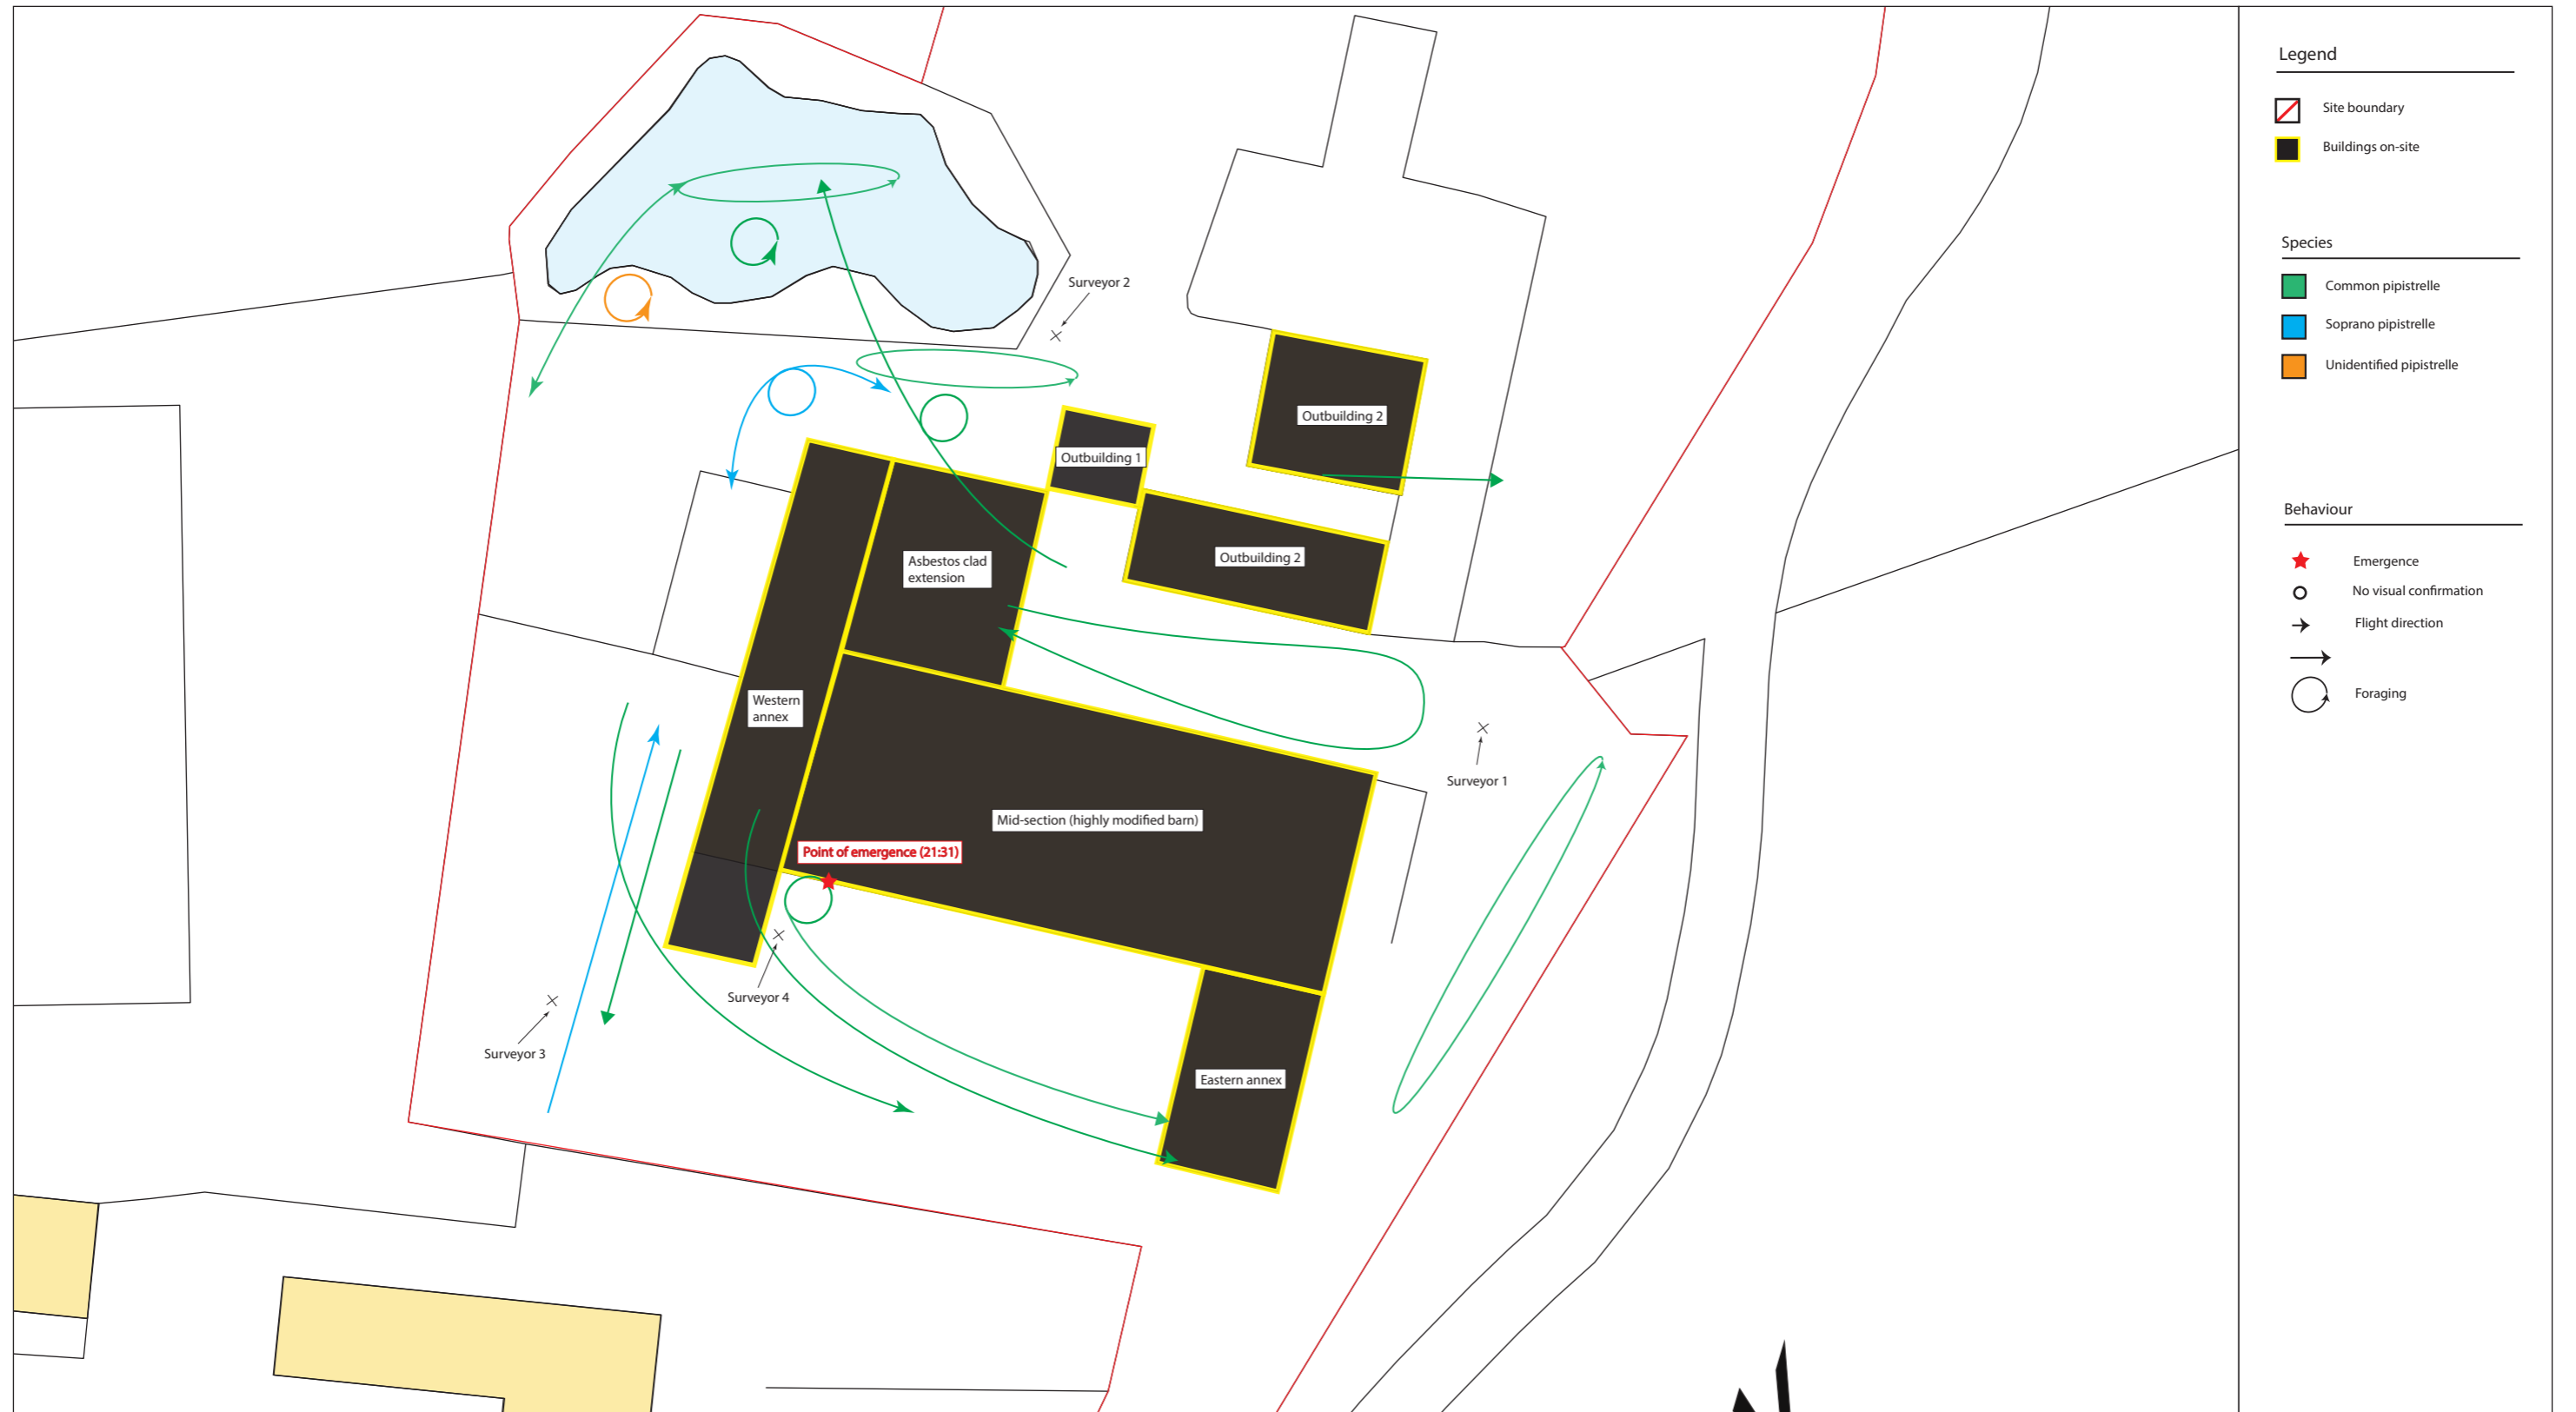 Surveyor 2
Outbuilding 2
Outbuilding 1
Outbuilding 2
Asbestos clad
extension
Western
annex
Surveyor 1
Mid-section (highly modified barn)
Point of emergence (21:31)
Surveyor 4
Surveyor 3
Eastern annex
Legend
Site boundary
Buildings on-site
Species
Common pipistrelle
Soprano pipistrelle
Unidentified pipistrelle
Behaviour
Emergence
No visual confirmation
Flight direction
Foraging